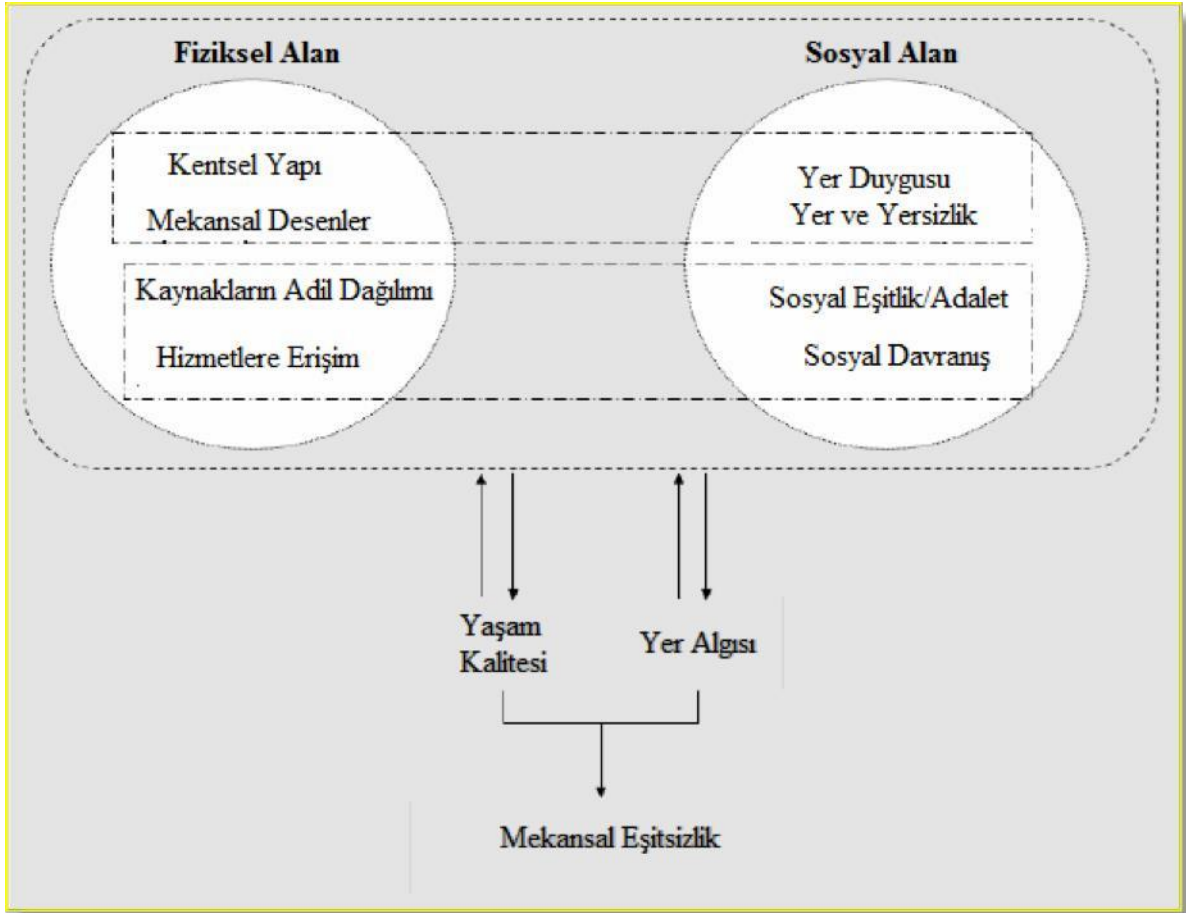 Fiziksel Alan
Sosyal Alan
Kentsel Yapı
Mekansal Desenler
Yer Duygusu
Yer ve Yersizlik
Kaynakların Adil Dağılımı
Hizmetlere Erişim
Sosyal Eşitlik/Adalet
Sosyal Davranış
Yaşam
Kalitesi
Yer Algısı
Mekansal Eşitsizlik